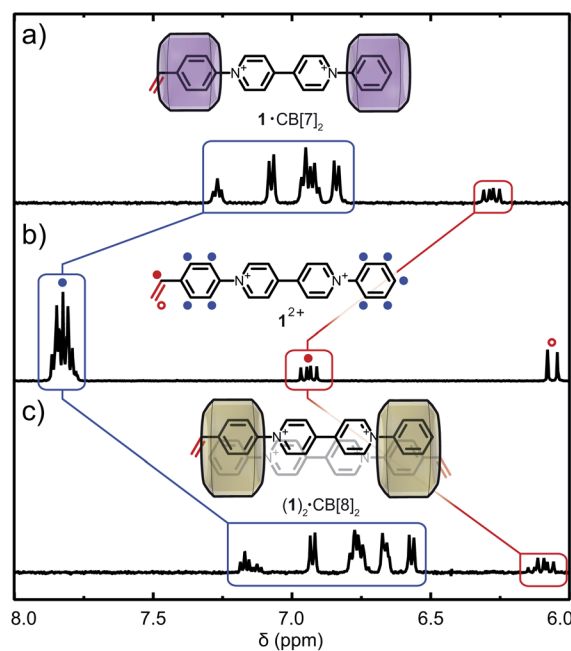 a)
N⁺ ⁺N
1·CB[7]₂
b)
N⁺ ⁺N
1²⁺
c)
N⁺ N⁺
N⁺ N⁺
(1)₂·CB[8]₂
8.0 7.5 7.0 6.5 6.0
δ (ppm)